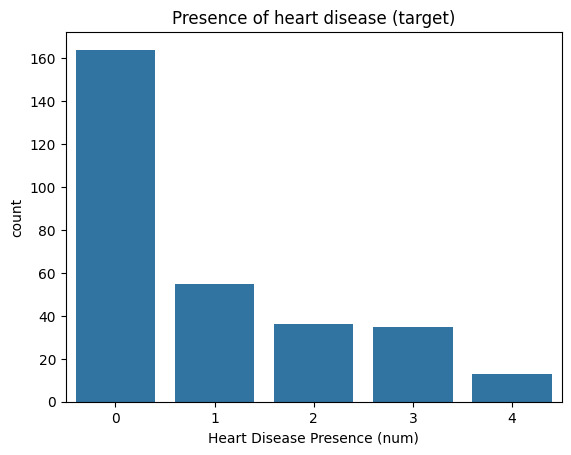 Presence of heart disease (target)
160
140
120
100
80
60
40
20
0
count
0 1 2 3 4
Heart Disease Presence (num)